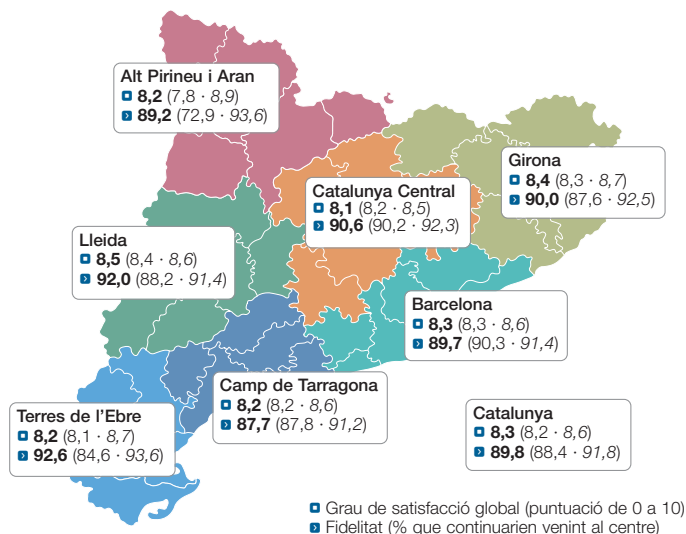 Alt Pirineu i Aran
8,2 (7,8 · 8,9)
89,2 (72,9 · 93,6)
Girona
8,4 (8,3 · 8,7)
90,0 (87,6 · 92,5)
Catalunya Central
8,1 (8,2 · 8,5)
90,6 (90,2 · 92,3)
Lleida
8,5 (8,4 · 8,6)
92,0 (88,2 · 91,4)
Barcelona
8,3 (8,3 · 8,6)
89,7 (90,3 · 91,4)
Camp de Tarragona
8,2 (8,2 · 8,6)
87,7 (87,8 · 91,2)
Terres de l'Ebre
8,2 (8,1 · 8,7)
92,6 (84,6 · 93,6)
Catalunya
8,3 (8,2 · 8,6)
89,8 (88,4 · 91,8)
Grau de satisfacció global (puntuació de 0 a 10)
Fidelitat (% que continuarien venint al centre)